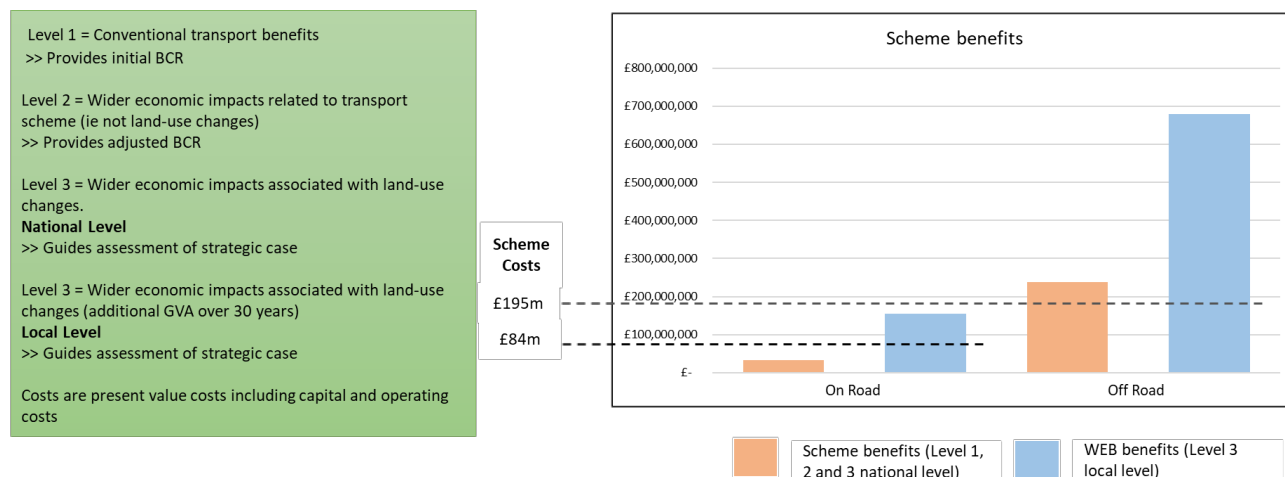 Level 1 = Conventional transport benefits
>> Provides initial BCR
Level 2 = Wider economic impacts related to transport
scheme (ie not land-use changes)
>> Provides adjusted BCR
Level 3 = Wider economic impacts associated with land-use
changes.
National Level
>> Guides assessment of strategic case
Level 3 = Wider economic impacts associated with land-use
changes (additional GVA over 30 years)
Local Level
>> Guides assessment of strategic case
Costs are present value costs including capital and operating
costs
Scheme
Costs
£195m
£84m
Scheme benefits
£800,000,000
£700,000,000
£600,000,000
£500,000,000
£400,000,000
£300,000,000
£200,000,000
£100,000,000
£-
On Road
Off Road
Scheme benefits (Level 1,
2 and 3 national level)
WEB benefits (Level 3
local level)